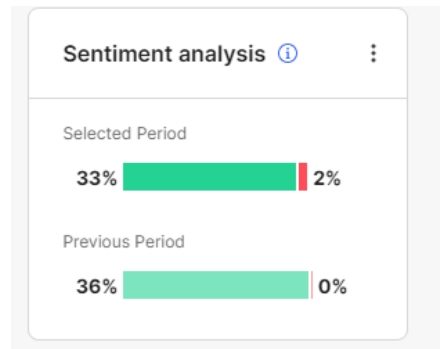 Sentiment analysis
Selected Period
33% 2%
Previous Period
36% 0%